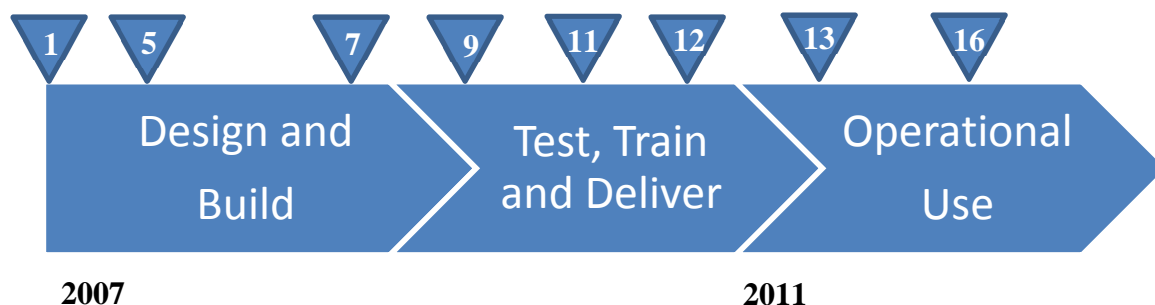 1 5 7 9 11 12 13 16
Design and
Build
Test, Train
and Deliver
Operational
Use
2007 2011